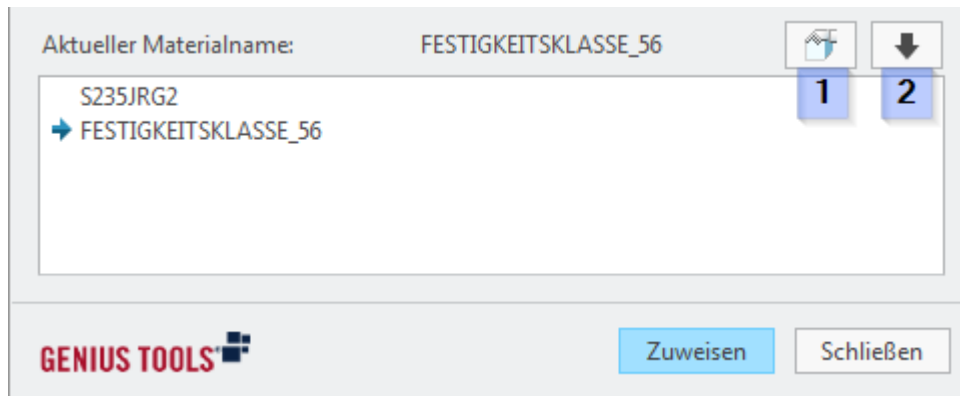 Aktueller Materialname: FESTIGKEITSKLASSE_56
1 2
S235JRG2
FESTIGKEITSKLASSE_56
GENIUS TOOLS
Zuweisen Schließen